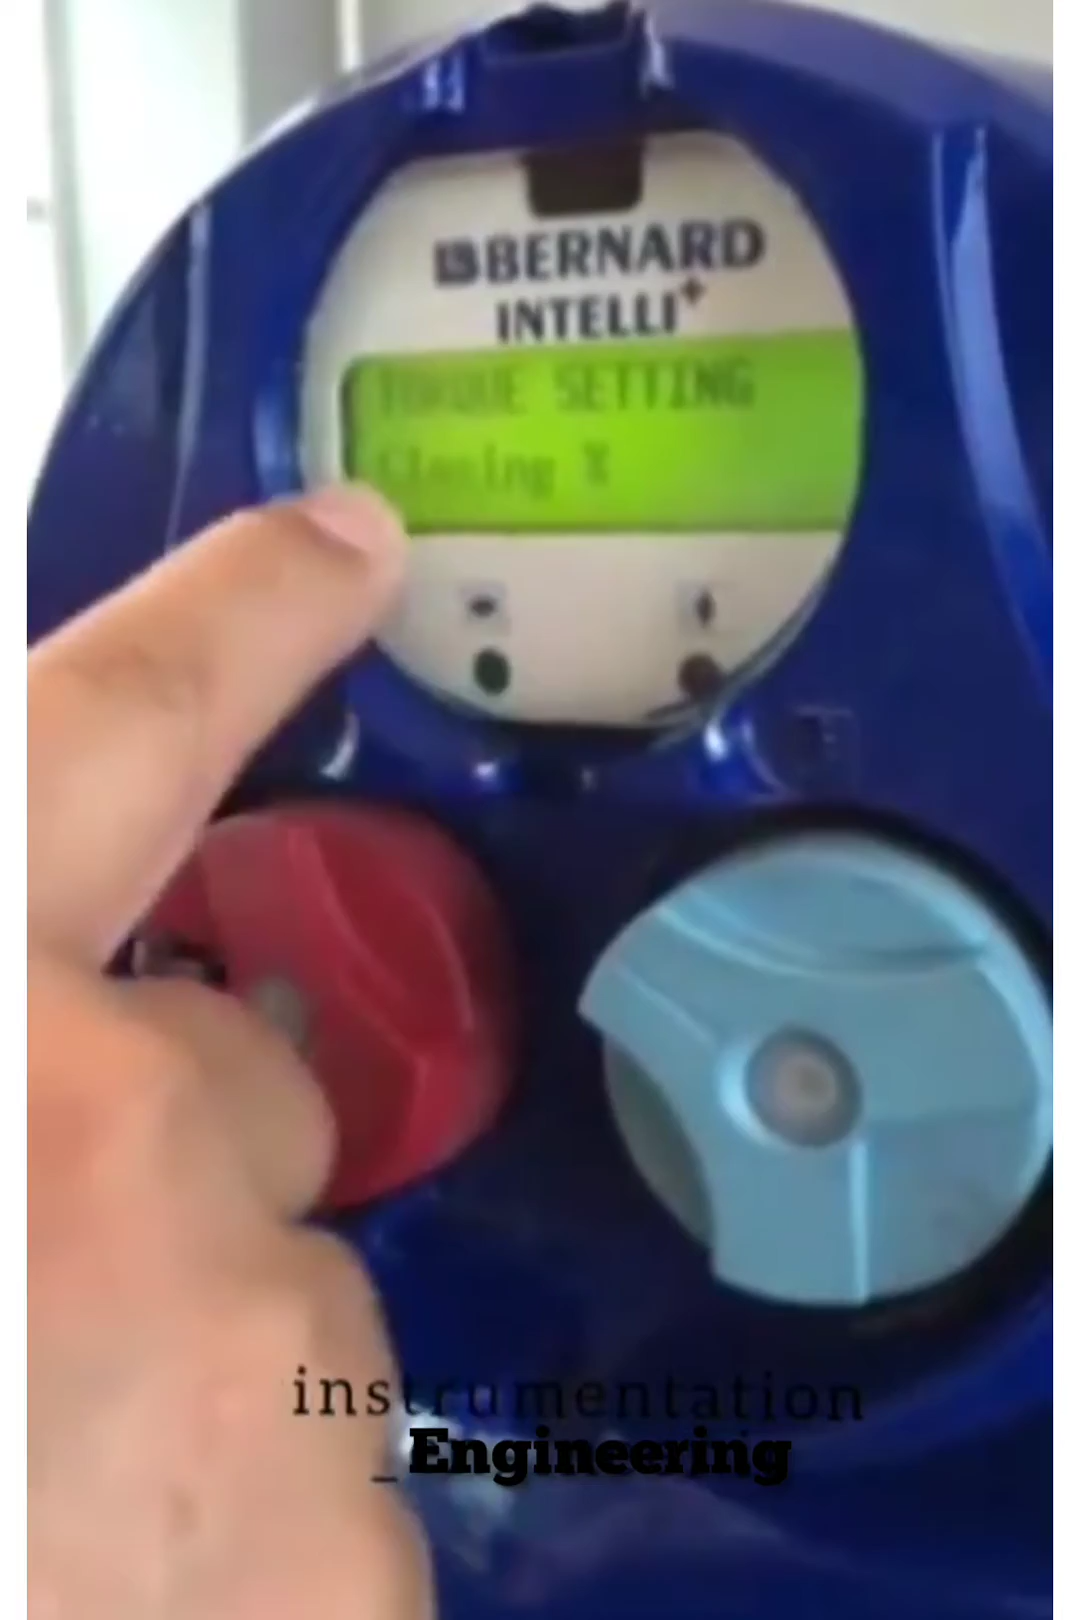 BERNARD
INTELLI+
TORQUE SETTING
Closing %
instrumentation
_Engineering